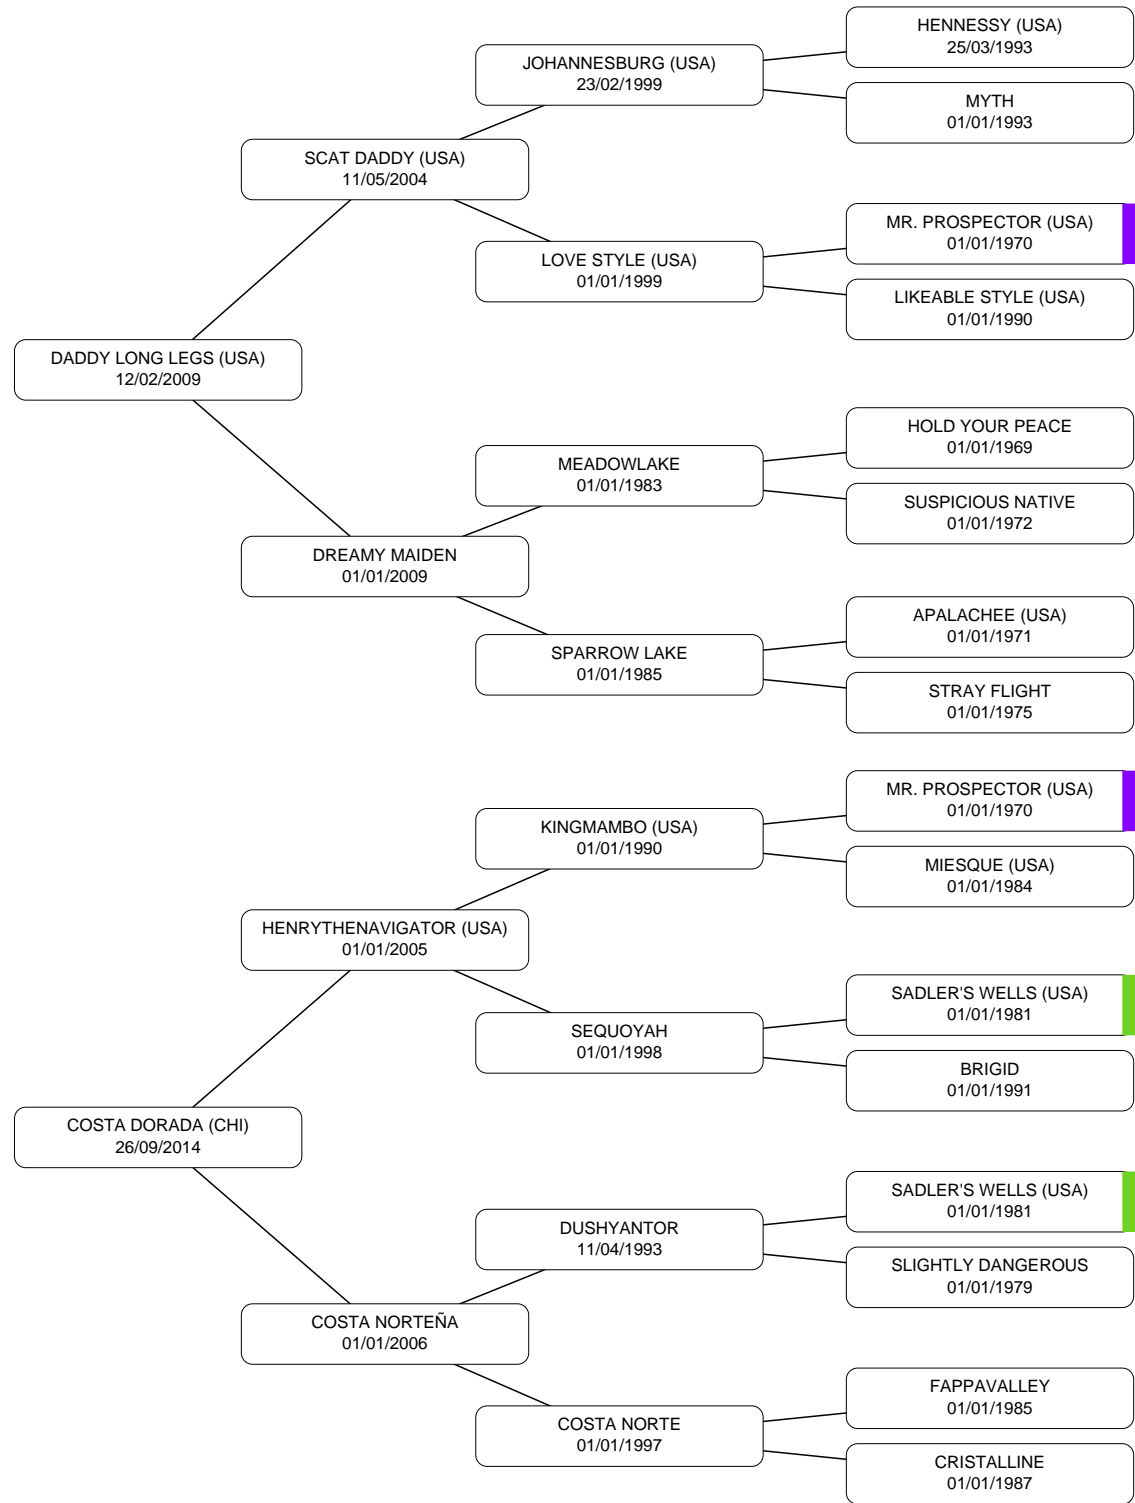 HENNESSY (USA)
25/03/1993
JOHANNESBURG (USA)
23/02/1999
MYTH
01/01/1993
SCAT DADDY (USA)
11/05/2004
MR. PROSPECTOR (USA)
01/01/1970
LOVE STYLE (USA)
01/01/1999
LIKEABLE STYLE (USA)
01/01/1990
DADDY LONG LEGS (USA)
12/02/2009
HOLD YOUR PEACE
01/01/1969
MEADOWLAKE
01/01/1983
SUSPICIOUS NATIVE
01/01/1972
DREAMY MAIDEN
01/01/2009
APALACHEE (USA)
01/01/1971
SPARROW LAKE
01/01/1985
STRAY FLIGHT
01/01/1975
MR. PROSPECTOR (USA)
01/01/1970
KINGMAMBO (USA)
01/01/1990
MIESQUE (USA)
01/01/1984
HENRYTHENAVIGATOR (USA)
01/01/2005
SADLER'S WELLS (USA)
01/01/1981
SEQUOYAH
01/01/1998
BRIGID
01/01/1991
COSTA DORADA (CHI)
26/09/2014
SADLER'S WELLS (USA)
01/01/1981
DUSHYANTOR
11/04/1993
SLIGHTLY DANGEROUS
01/01/1979
COSTA NORTEÑA
01/01/2006
FAPPAVALLEY
01/01/1985
COSTA NORTE
01/01/1997
CRISTALLINE
01/01/1987